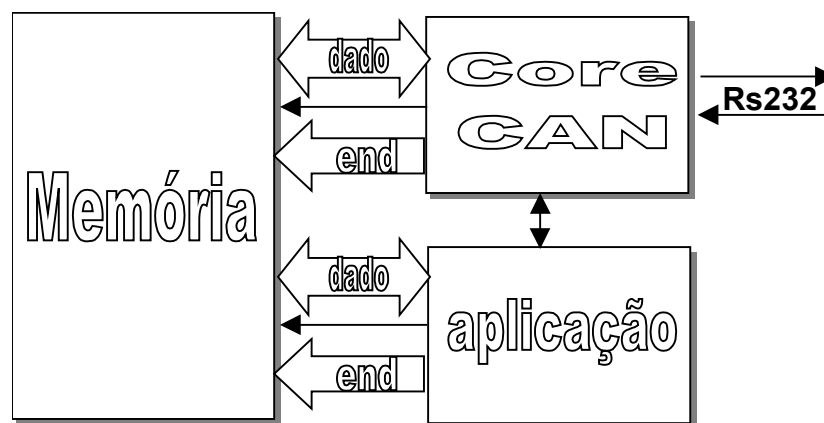 dado
Core
CAN
Rs232
end
Memória
dado
aplicação
end